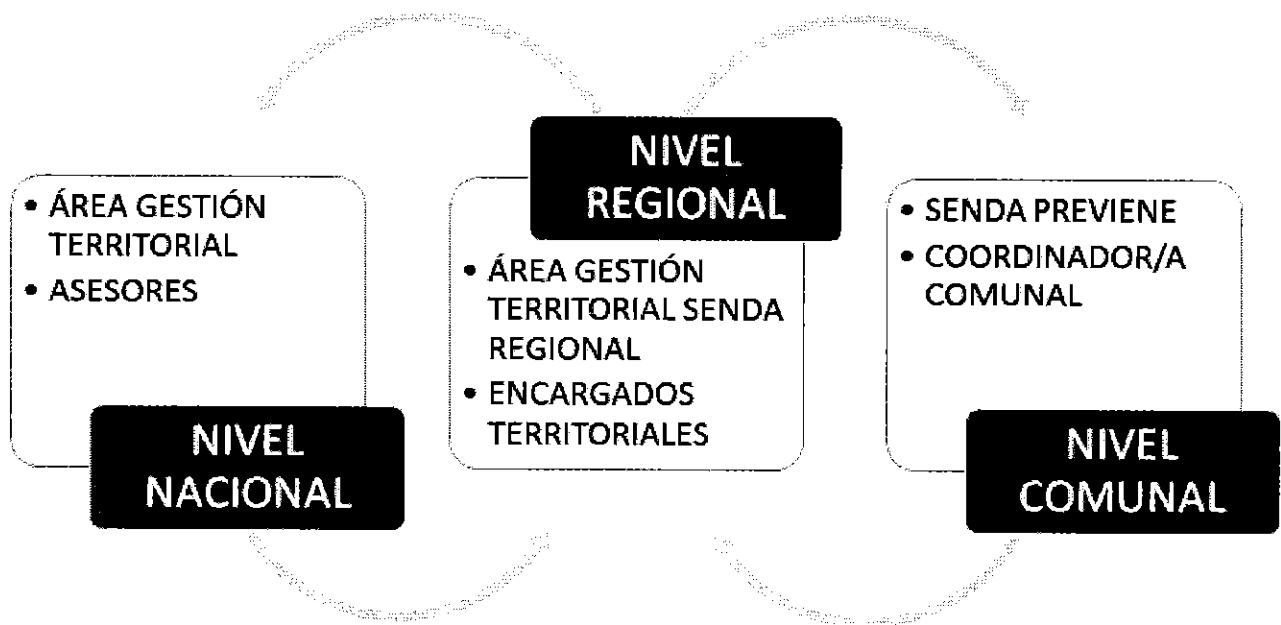 • ÁREA GESTIÓN
TERRITORIAL
• ASESORES
NIVEL
NACIONAL
NIVEL
REGIONAL
• ÁREA GESTIÓN
TERRITORIAL SENDA
REGIONAL
• ENCARGADOS
TERRITORIALES
• SENDA PREVIENE
• COORDINADOR/A
COMUNAL
NIVEL
COMUNAL